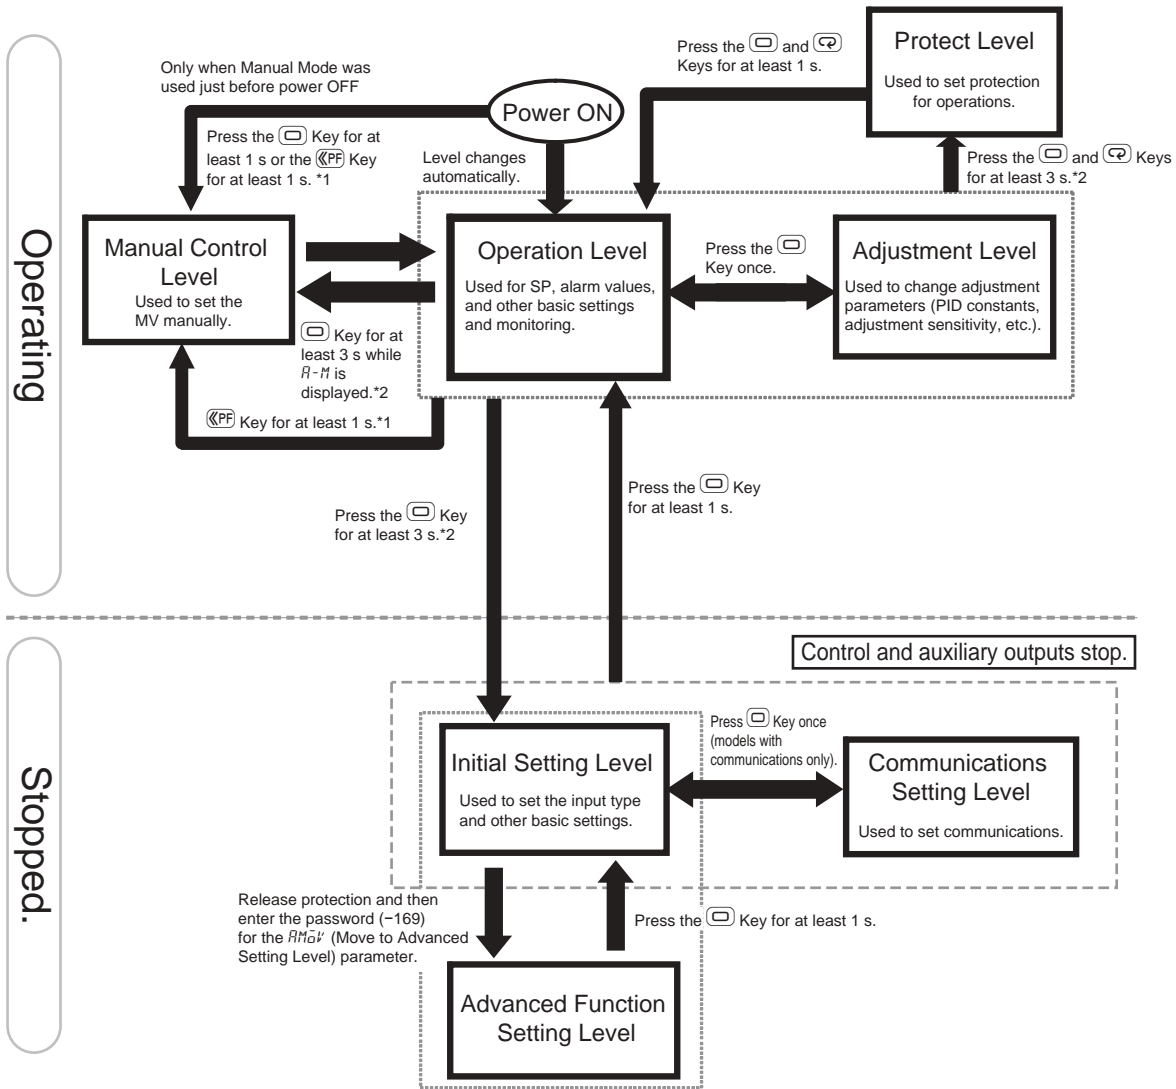 Operating
Only when Manual Mode was
used just before power OFF
Power ON
Press the and
Keys for at least 1 s.
Protect Level
Used to set protection
for operations.
Press the Key for at
least 1 s or the PF Key
for at least 1 s. *1
Level changes
automatically.
Press the and Keys
for at least 3 s.*2
Manual Control
Level
Used to set the
MV manually.
Operation Level
Used for SP, alarm values,
and other basic settings
and monitoring.
Press the
Key once.
Adjustment Level
Used to change adjustment
parameters (PID constants,
adjustment sensitivity, etc.).
Key for at
least 3 s while
A-M is
displayed.*2
PF Key for at least 1 s.*1
Press the Key
for at least 3 s.*2
Press the Key
for at least 1 s.
Stopped.
Control and auxiliary outputs stop.
Initial Setting Level
Used to set the input type
and other basic settings.
Press Key once
(models with
communications only).
Communications
Setting Level
Used to set communications.
Release protection and then
enter the password (−169)
for the AMoV (Move to Advanced
Setting Level) parameter.
Press the Key for at least 1 s.
Advanced Function
Setting Level